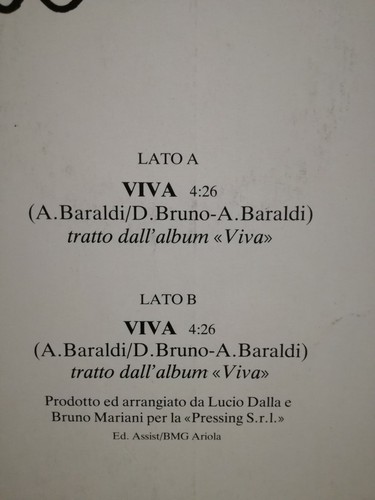 LATO A
VIVA 4:26
(A.Baraldi/D.Bruno-A.Baraldi)
tratto dall'album «Viva»
LATO B
VIVA 4:26
(A.Baraldi/D.Bruno-A.Baraldi)
tratto dall'album «Viva»
Prodotto ed arrangiato da Lucio Dalla e
Bruno Mariani per la «Pressing S.r.l.»
Ed. Assist/BMG Ariola